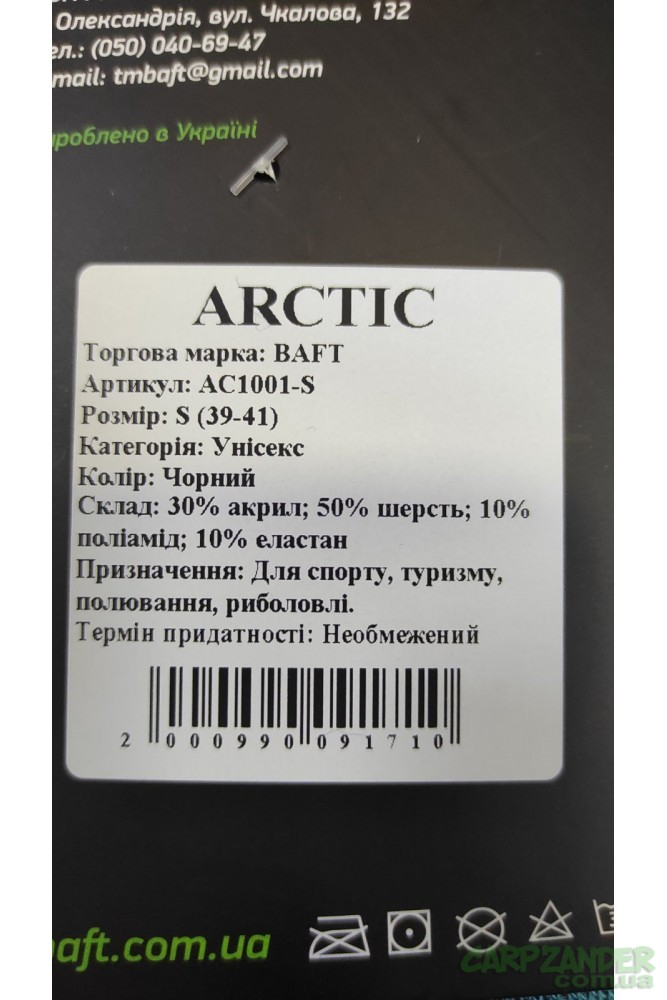 Олександрія, вул. Чкалова, 132
ел.: (050) 040-69-47
mail: tmbaft@gmail.com
ироблено в Україні
ARCTIC
Торгова марка: BAFT
Артикул: AC1001-S
Розмір: S (39-41)
Категорія: Унісекс
Колір: Чорний
Склад: 30% акрил; 50% шерсть; 10%
поліамід; 10% еластан
Призначення: Для спорту, туризму,
полювання, риболовлі.
Термін придатності: Необмежений
2 000990 091710
baft.com.ua
CARPZANDER
.com.ua